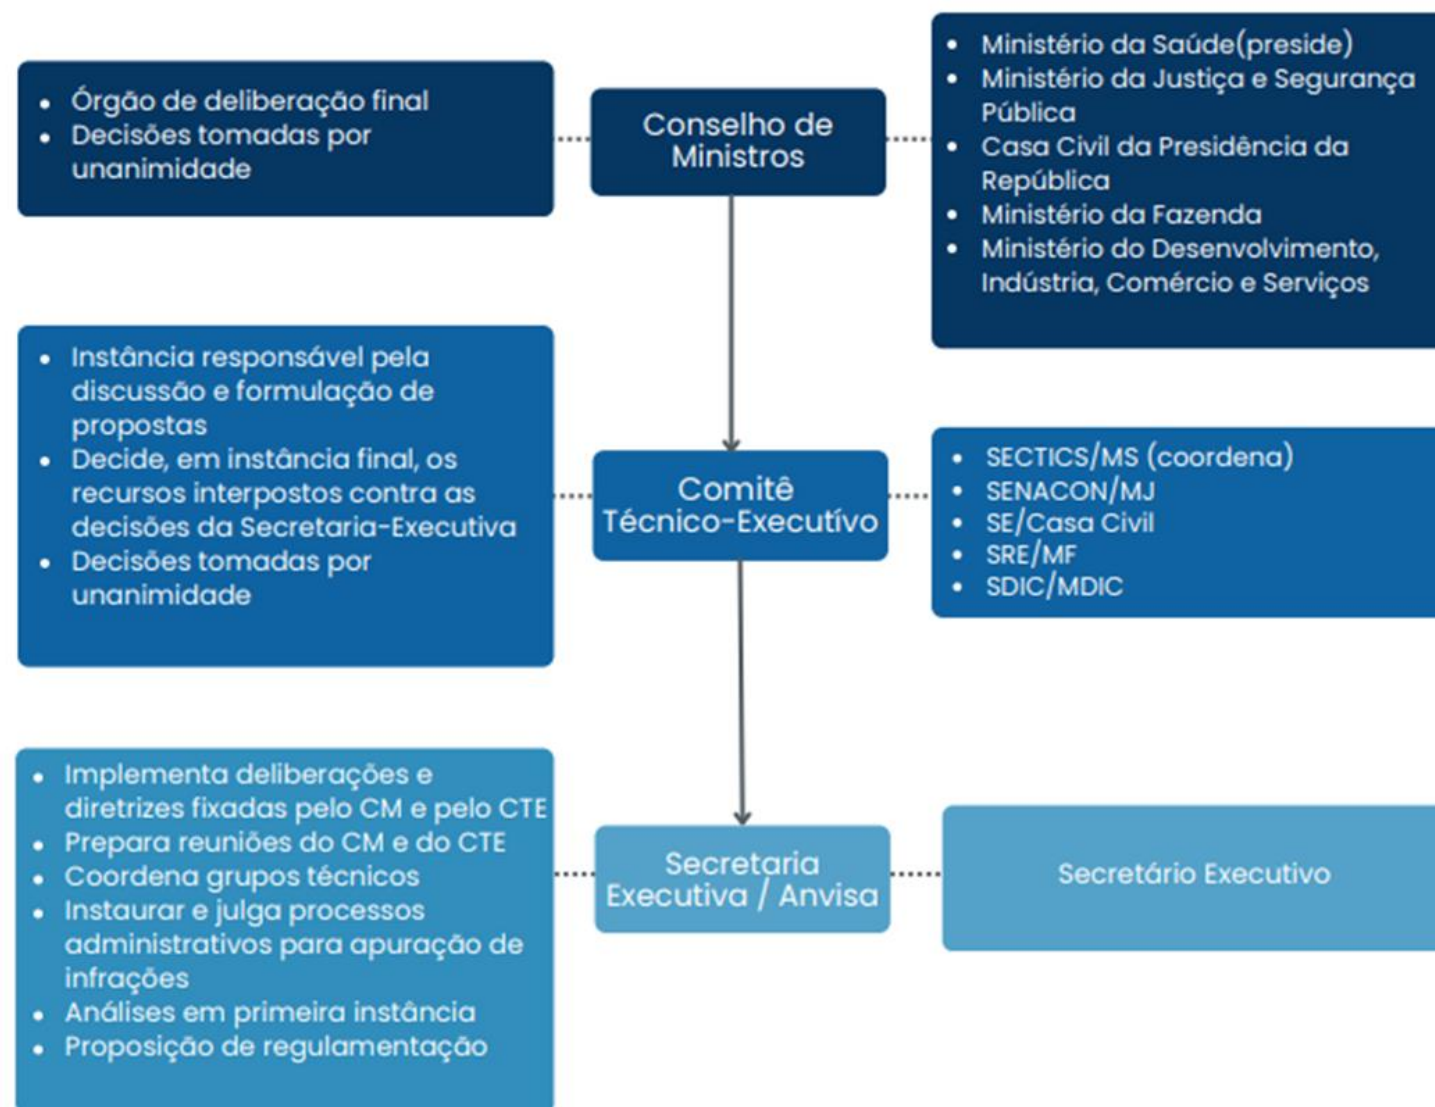 • Órgão de deliberação final
• Decisões tomadas por
unanimidade
Conselho de
Ministros
• Ministério da Saúde(preside)
• Ministério da Justiça e Segurança
Pública
• Casa Civil da Presidência da
República
• Ministério da Fazenda
• Ministério do Desenvolvimento,
Indústria, Comércio e Serviços
• Instância responsável pela
discussão e formulação de
propostas
• Decide, em instância final, os
recursos interpostos contra as
decisões da Secretaria-Executiva
• Decisões tomadas por
unanimidade
Comitê
Técnico-Executívo
• SECTICS/MS (coordena)
• SENACON/MJ
• SE/Casa Civil
• SRE/MF
• SDIC/MDIC
• Implementa deliberações e
diretrizes fixadas pelo CM e pelo CTE
• Prepara reuniões do CM e do CTE
• Coordena grupos técnicos
• Instaurar e julga processos
administrativos para apuração de
infrações
• Análises em primeira instância
• Proposição de regulamentação
Secretaria
Executiva / Anvisa
Secretário Executivo